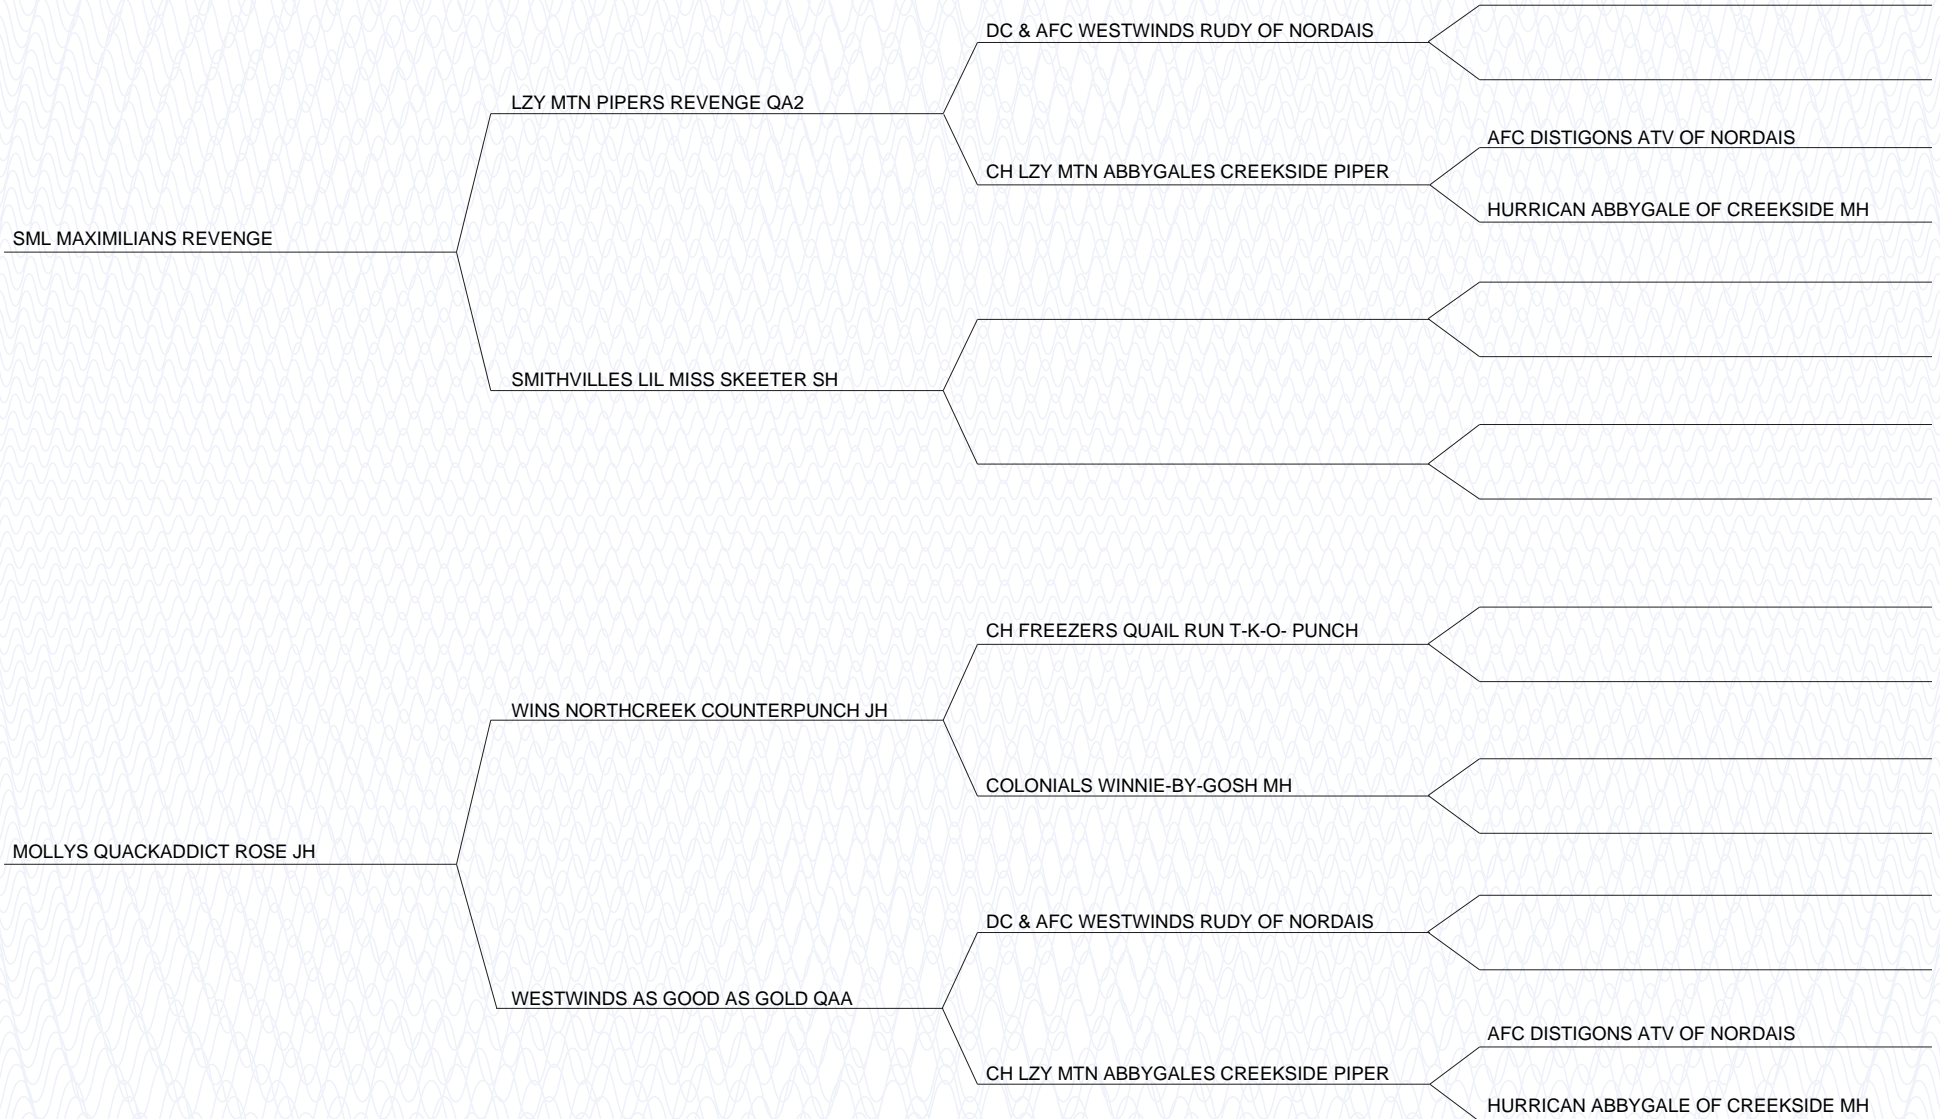 DC & AFC WESTWINDS RUDY OF NORDAIS
LZY MTN PIPERS REVENGE QA2
AFC DISTIGONS ATV OF NORDAIS
CH LZY MTN ABBYGALES CREEKSIDE PIPER
HURRICAN ABBYGALE OF CREEKSIDE MH
SML MAXIMILIANS REVENGE
SMITHVILLES LIL MISS SKEETER SH
CH FREEZERS QUAIL RUN T-K-O- PUNCH
WINS NORTHCREEK COUNTERPUNCH JH
COLONIALS WINNIE-BY-GOSH MH
MOLLYS QUACKADDICT ROSE JH
DC & AFC WESTWINDS RUDY OF NORDAIS
WESTWINDS AS GOOD AS GOLD QAA
AFC DISTIGONS ATV OF NORDAIS
CH LZY MTN ABBYGALES CREEKSIDE PIPER
HURRICAN ABBYGALE OF CREEKSIDE MH